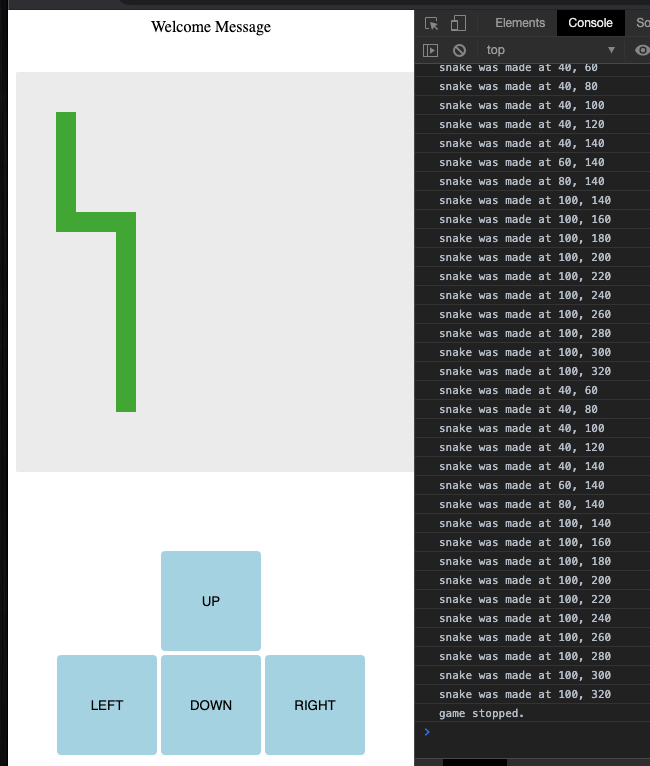 Welcome Message
Elements Console So
top
snake was made at 40, 60
snake was made at 40, 80
snake was made at 40, 100
snake was made at 40, 120
snake was made at 40, 140
snake was made at 60, 140
snake was made at 80, 140
snake was made at 100, 140
snake was made at 100, 160
snake was made at 100, 180
snake was made at 100, 200
snake was made at 100, 220
snake was made at 100, 240
snake was made at 100, 260
snake was made at 100, 280
snake was made at 100, 300
snake was made at 100, 320
snake was made at 40, 60
snake was made at 40, 80
snake was made at 40, 100
snake was made at 40, 120
snake was made at 40, 140
snake was made at 60, 140
snake was made at 80, 140
snake was made at 100, 140
snake was made at 100, 160
snake was made at 100, 180
snake was made at 100, 200
snake was made at 100, 220
snake was made at 100, 240
snake was made at 100, 260
snake was made at 100, 280
snake was made at 100, 300
snake was made at 100, 320
game stopped.
UP
LEFT DOWN RIGHT